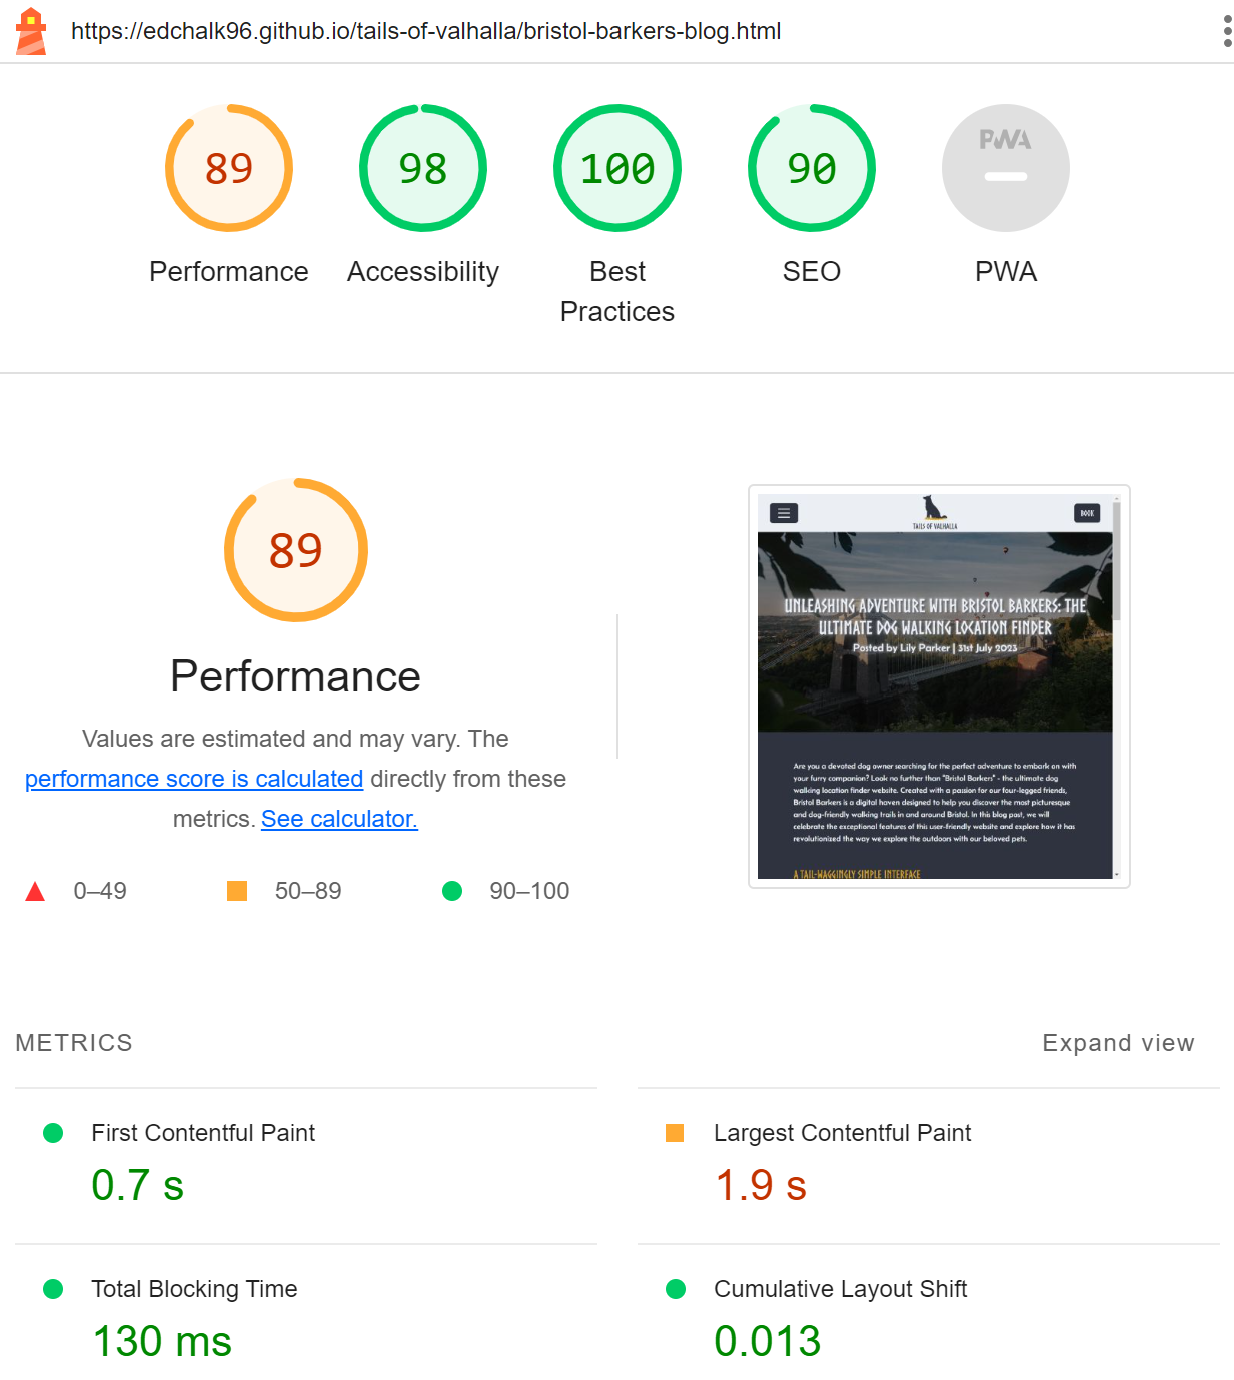 https://edchalk96.github.io/tails-of-valhalla/bristol-barkers-blog.html
89
98
100
90
PWA
Performance
Accessibility
Best
Practices
SEO
PWA
89
Performance
Values are estimated and may vary. The
performance score is calculated directly from these
metrics. See calculator.
0–49
50–89
90–100
TAILS OF VALHALLA
BOOK
UNLEASHING ADVENTURE WITH BRISTOL BARKERS: THE
ULTIMATE DOG WALKING LOCATION FINDER
Posted by Lily Parker | 31st July 2023
Are you a devoted dog owner searching for the perfect adventure to embark on with
your furry companion? Look no further than "Bristol Barkers" - the ultimate dog
walking location finder website. Created with a passion for our four-legged friends,
Bristol Barkers is a digital haven designed to help you discover the most picturesque
and dog-friendly walking trails in and around Bristol. In this blog post, we will
celebrate the exceptional features of this user-friendly website and explore how it has
revolutionized the way we explore the outdoors with our beloved pets.
A TAIL-WAGGINGLY SIMPLE INTERFACE
METRICS
Expand view
First Contentful Paint
0.7 s
Largest Contentful Paint
1.9 s
Total Blocking Time
130 ms
Cumulative Layout Shift
0.013